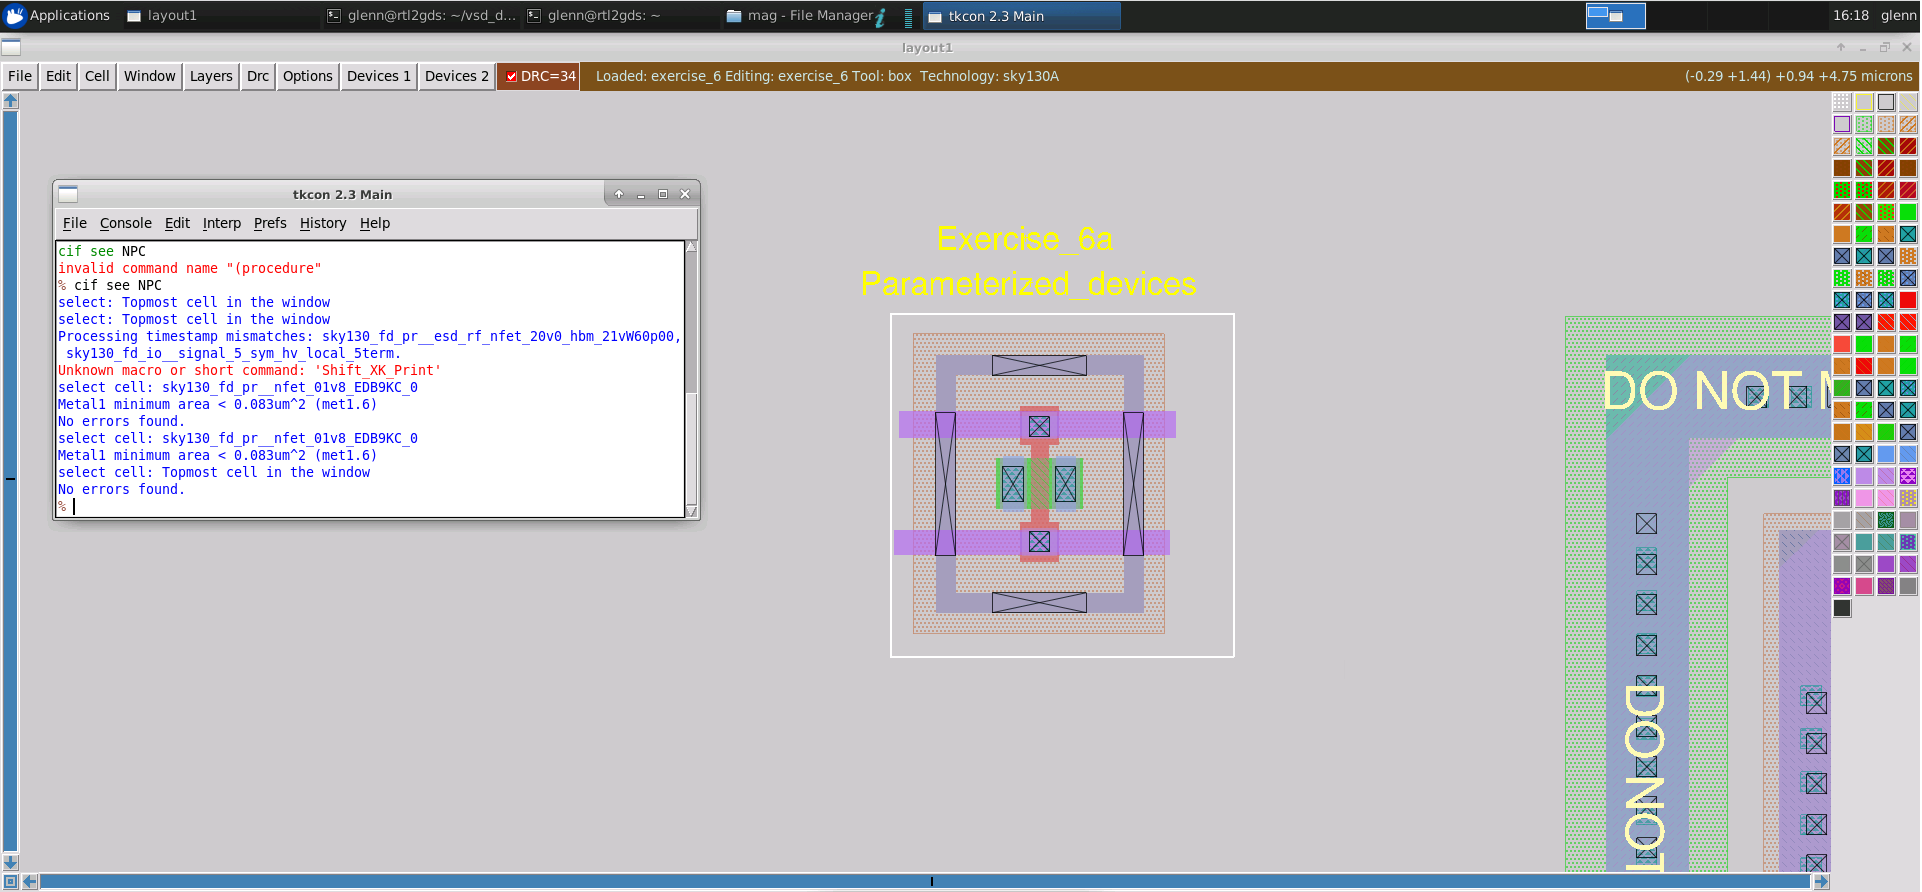 Applications
layout1
glenn@rtl2gds: ~/vsd_d...
glenn@rtl2gds: ~
mag - File Manager
tkcon 2.3 Main
16:18
glenn
layout1
File
Edit
Cell
Window
Layers
Drc
Options
Devices 1
Devices 2
DRC=34
Loaded: exercise_6 Editing: exercise_6 Tool: box  Technology: sky130A
(-0.29 +1.44) +0.94 +4.75 microns
tkcon 2.3 Main
File
Console
Edit
Interp
Prefs
History
Help
cif see NPC
invalid command name "(procedure"
% cif see NPC
select: Topmost cell in the window
select: Topmost cell in the window
Processing timestamp mismatches: sky130_fd_pr__esd_rf_nfet_20v0_hbm_21vW60p00,
sky130_fd_io__signal_5_sym_hv_local_5term.
Unknown macro or short command: 'Shift_XK_Print'
select cell: sky130_fd_pr__nfet_01v8_EDB9KC_0
Metal1 minimum area < 0.083um^2 (met1.6)
No errors found.
select cell: sky130_fd_pr__nfet_01v8_EDB9KC_0
Metal1 minimum area < 0.083um^2 (met1.6)
select cell: Topmost cell in the window
No errors found.
%
Exercise_6a
Parameterized_devices
DO NOT M
DO NOT